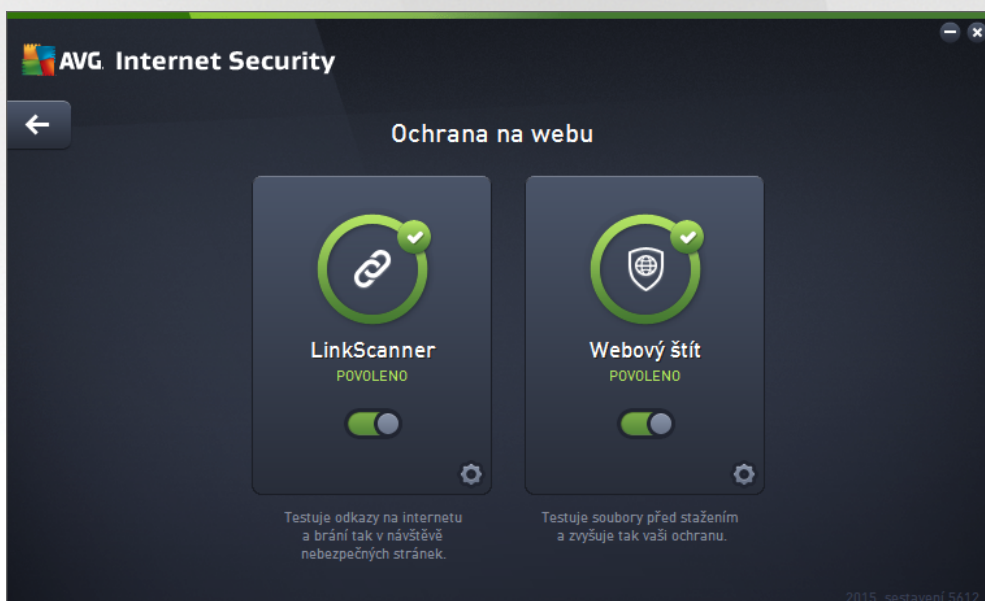 AVG. Internet Security
Ochrana na webu
LinkScanner
POVOLENO
Testuje odkazy na internetu
a brání tak v návštěvě
nebezpečných stránek.
Webový štít
POVOLENO
Testuje soubory před stažením
a zvyšuje tak vaši ochranu.
2015, sestavení 5612